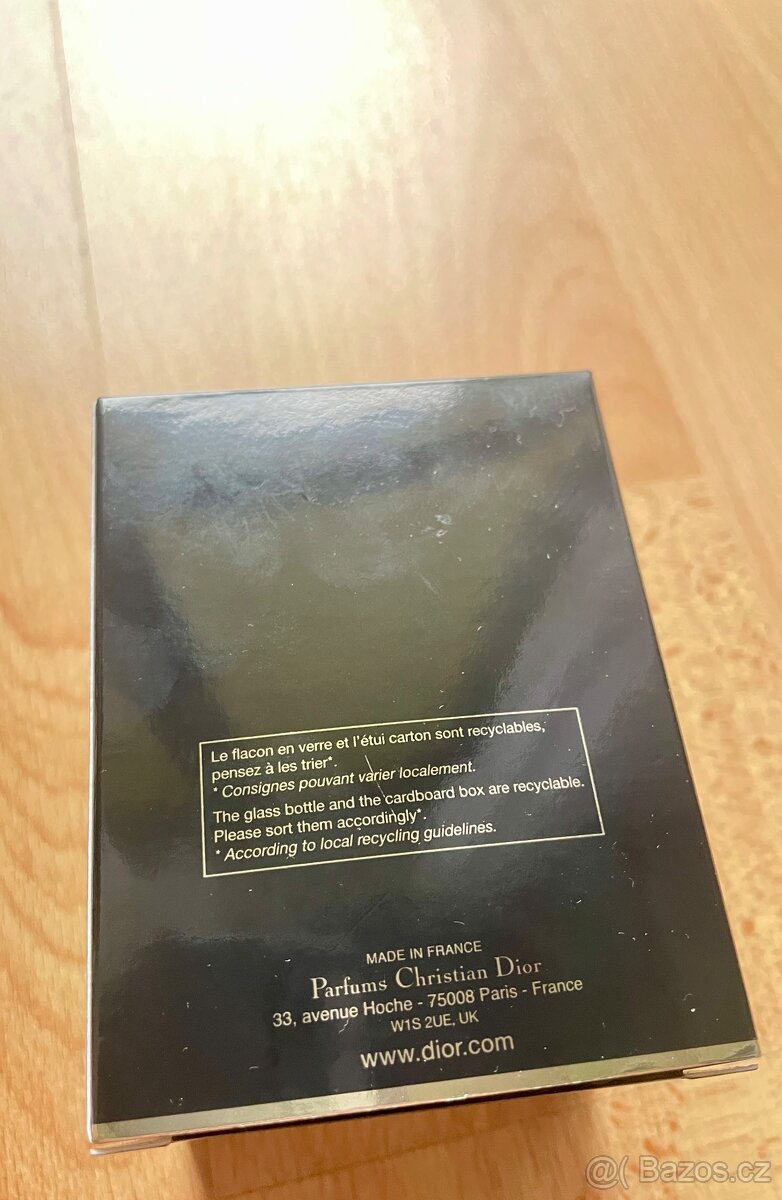 Le flacon en verre et l'étui carton sont recyclables,
pensez à les trier*.
* Consignes pouvant varier localement.
The glass bottle and the cardboard box are recyclable.
Please sort them accordingly*.
* According to local recycling guidelines.
MADE IN FRANCE
Parfums Christian Dior
33, avenue Hoche - 75008 Paris - France
W1S 2UE, UK
www.dior.com
@( Bazos.cz